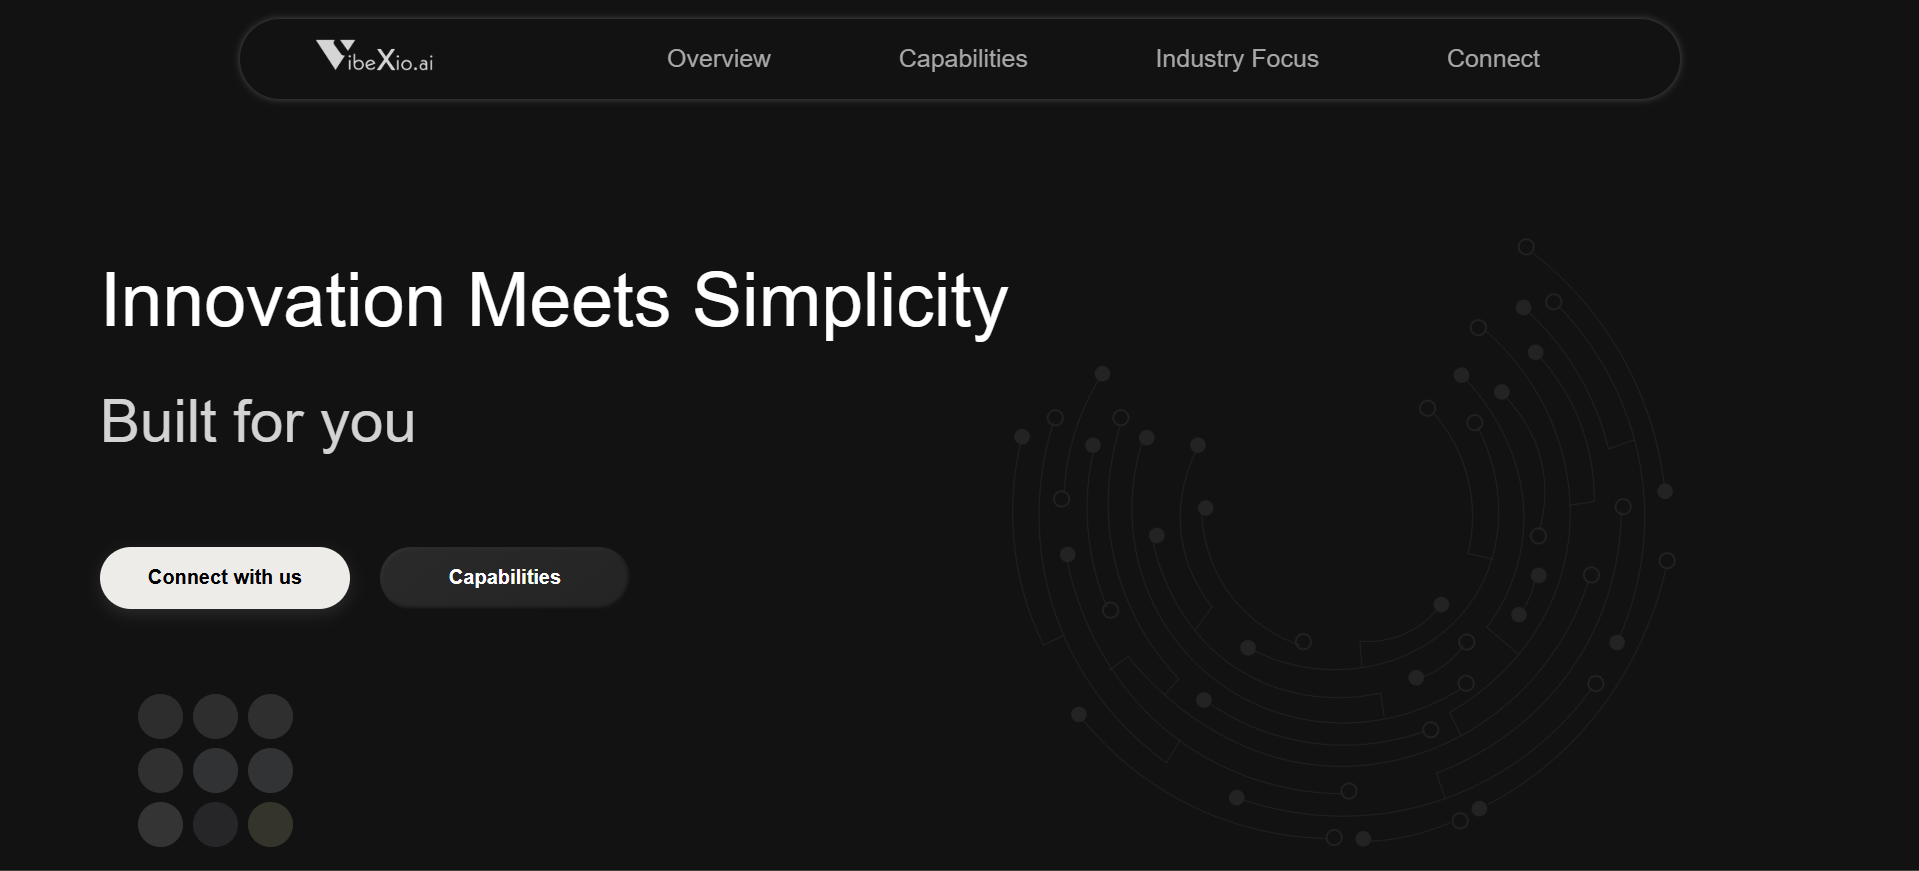 VibeXio.ai
Overview
Capabilities
Industry Focus
Connect
Innovation Meets Simplicity
Built for you
Connect with us
Capabilities